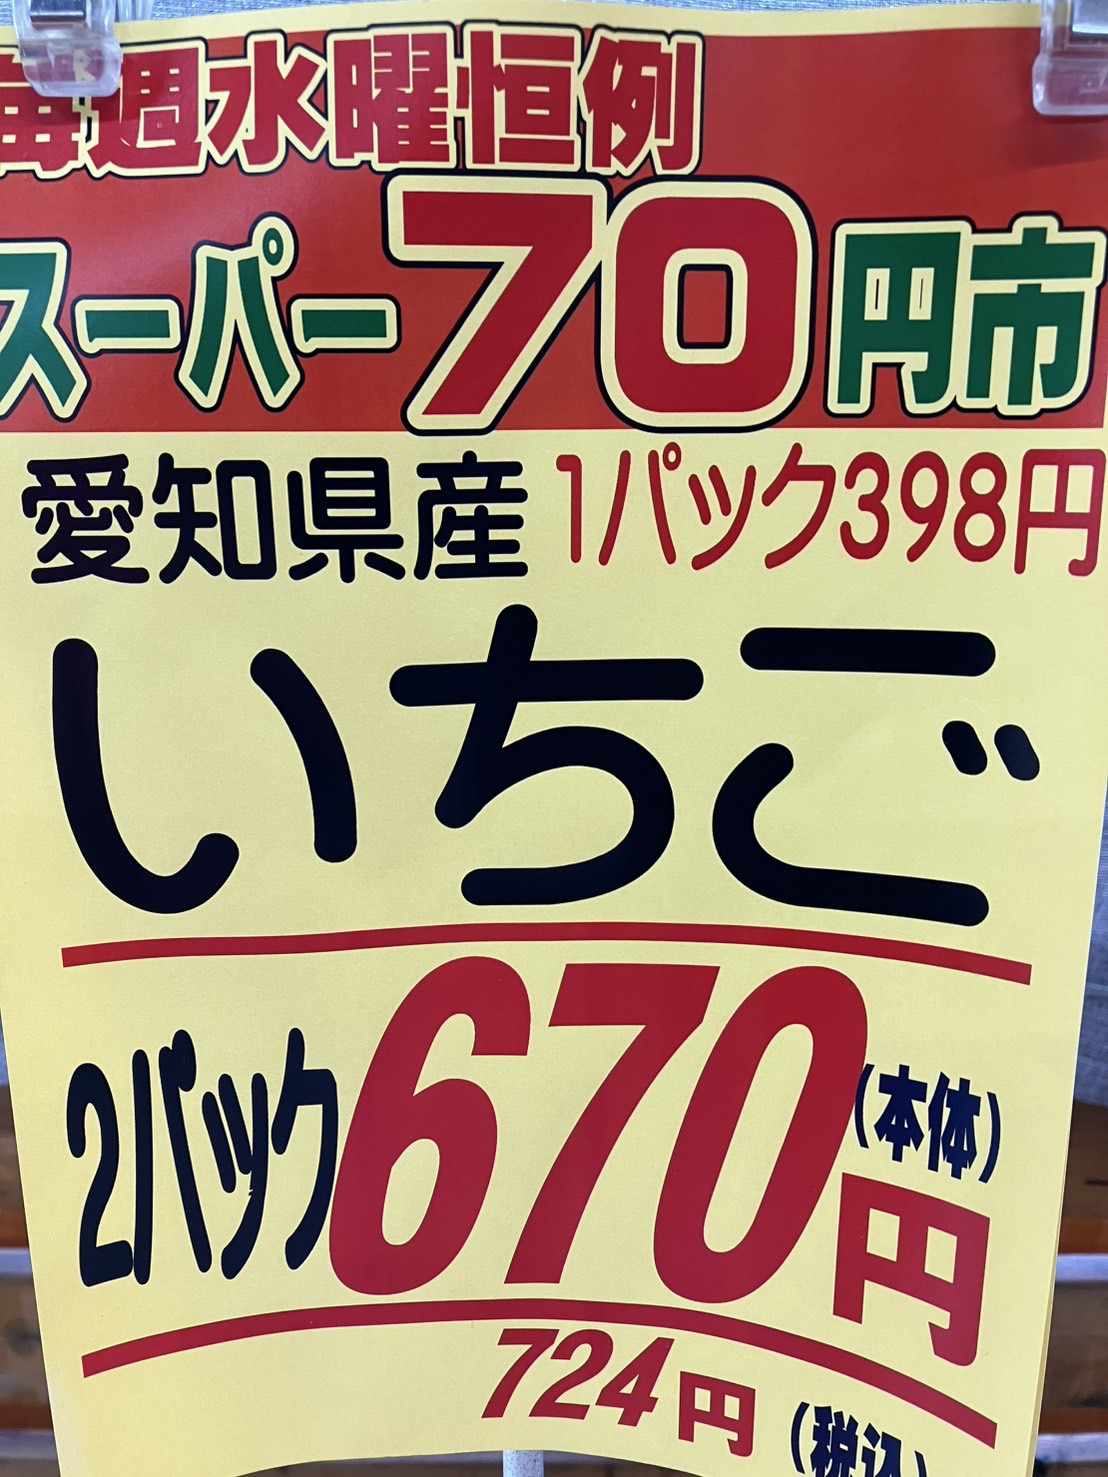 毎週水曜恒例
スーパー70円市
愛知県産 1パック398円
いちご
2パック670円(本体)
724円(税込)